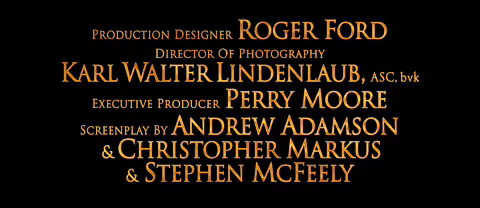 Production Designer Roger Ford
Director Of Photography
Karl Walter Lindenlaub, ASC, bvk
Executive Producer Perry Moore
Screenplay By Andrew Adamson
& Christopher Markus
& Stephen McFeely